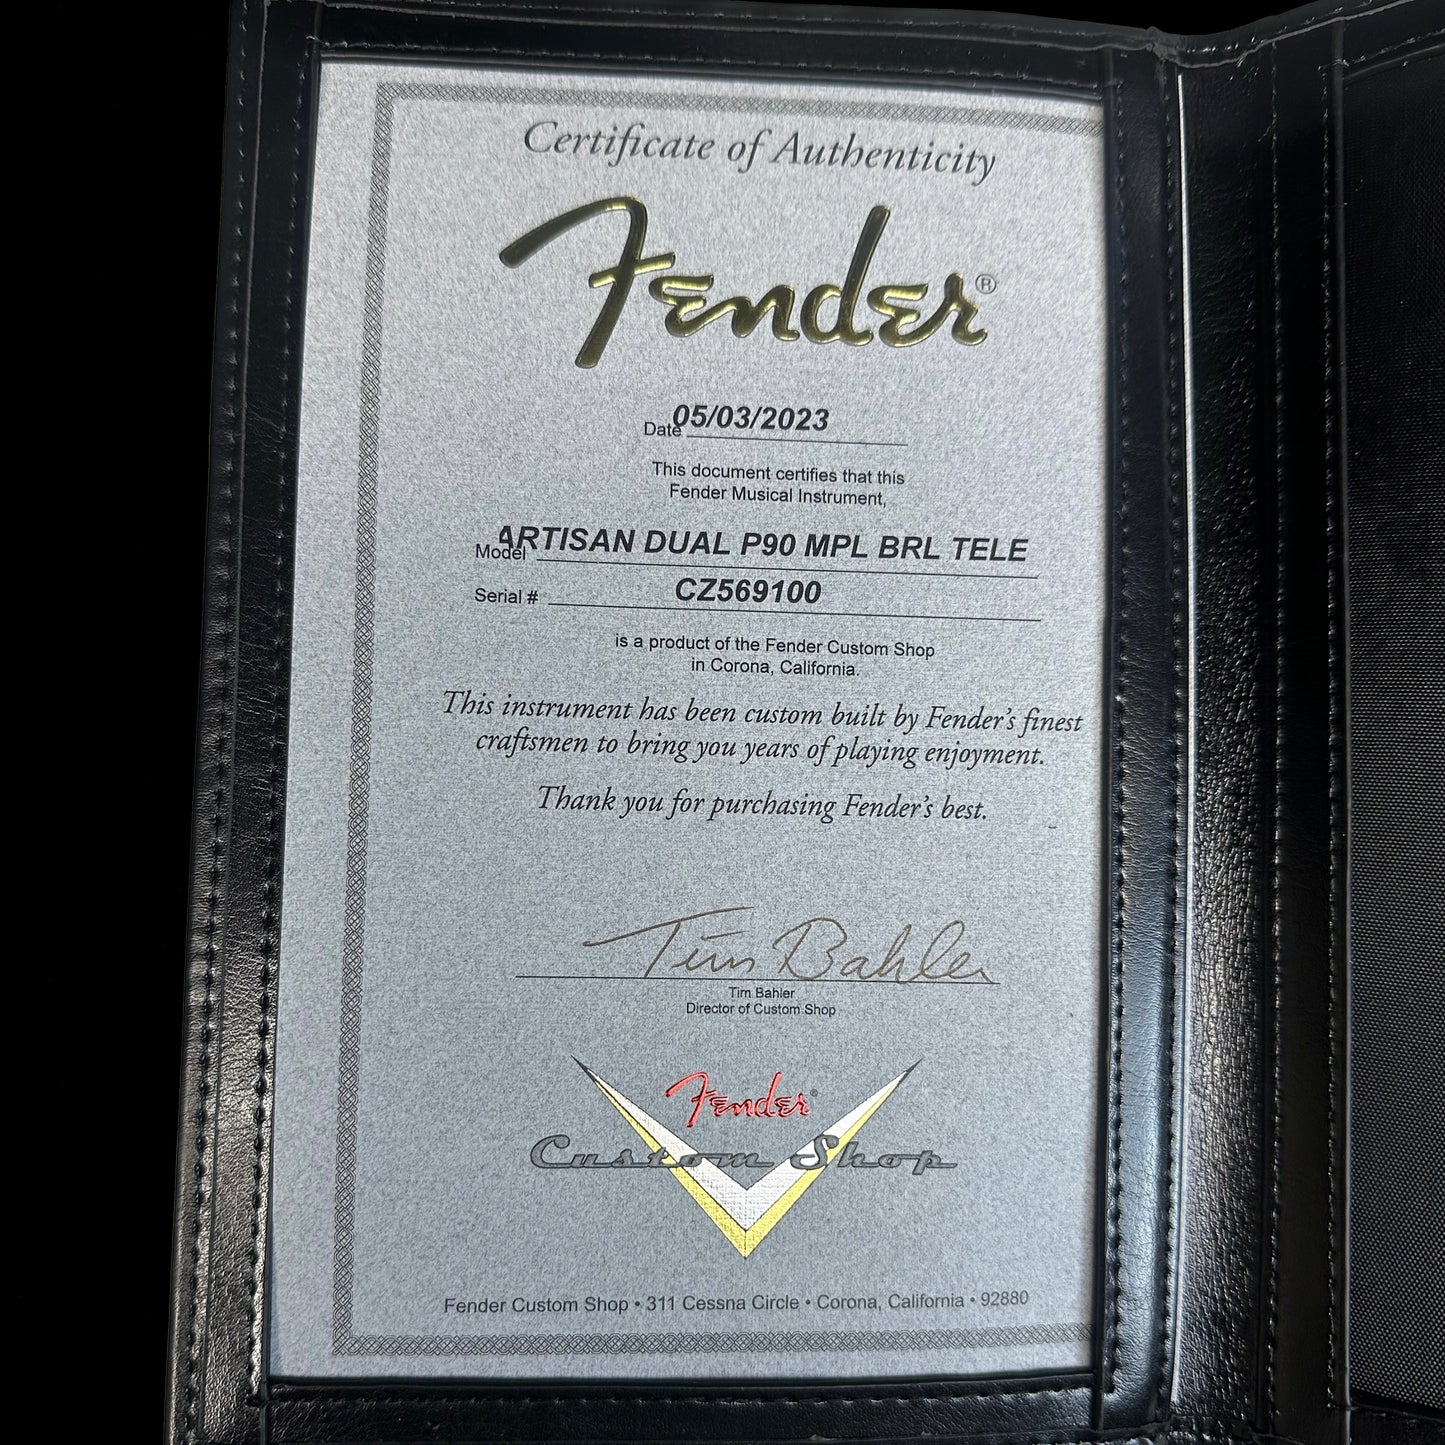 Certificate of Authenticity
Fender®
Date 05/03/2023
This document certifies that this
Fender Musical Instrument,
Model ARTISAN DUAL P90 MPL BRL TELE
Serial # CZ569100
is a product of the Fender Custom Shop
in Corona, California.
This instrument has been custom built by Fender's finest
craftsmen to bring you years of playing enjoyment.
Thank you for purchasing Fender's best.
Tim Bahler
Tim Bahler
Director of Custom Shop
Fender®
Custom Shop
Fender Custom Shop • 311 Cessna Circle • Corona, California • 92880